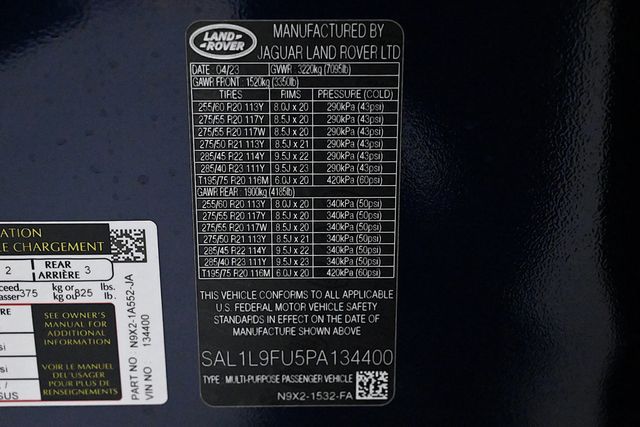 LAND-
ROVER
MANUFACTURED BY
JAGUAR LAND ROVER LTD
DATE : 04/23 GVWR : 3220kg (7095lb)
GAWR FRONT : 1520kg (3350lb)
TIRES RIMS PRESSURE (COLD)
255/60 R20 113Y 8.0J x 20 290kPa (43psi)
275/55 R20 117Y 8.5J x 20 290kPa (43psi)
275/55 R20 117W 8.5J x 20 290kPa (43psi)
275/50 R21 113Y 8.5J x 21 290kPa (43psi)
285/45 R22 114Y 9.5J x 22 290kPa (43psi)
285/40 R23 111Y 9.5J x 23 290kPa (43psi)
T195/75 R20 116M 6.0J x 20 420kPa (60psi)
GAWR REAR : 1900kg (4185lb)
255/60 R20 113Y 8.0J x 20 340kPa (50psi)
275/55 R20 117Y 8.5J x 20 340kPa (50psi)
275/55 R20 117W 8.5J x 20 340kPa (50psi)
275/50 R21 113Y 8.5J x 21 340kPa (50psi)
285/45 R22 114Y 9.5J x 22 340kPa (50psi)
285/40 R23 111Y 9.5J x 23 340kPa (50psi)
T195/75 R20 116M 6.0J x 20 420kPa (60psi)
THIS VEHICLE CONFORMS TO ALL APPLICABLE
U.S. FEDERAL MOTOR VEHICLE SAFETY
STANDARDS IN EFFECT ON THE DATE OF
MANUFACTURE SHOWN ABOVE
SAL1L9FU5PA134400
TYPE : MULTI-PURPOSE PASSENGER VEHICLE
N9X2-1532-FA
ATION
LE CHARGEMENT
2 REAR 3
ARRIÈRE
ceed 375 kg or 825 lbs.
asser kg ou lb.
RE
SEE OWNER'S
MANUAL FOR
ADDITIONAL
INFORMATION
si
VOIR LE MANUEL
DEL'USAGER
POUR PLUS DE
RENSEIGNEMENTS
si
/
SUS
PART NO N9X2-1A552-JA
VIN NO : 134400